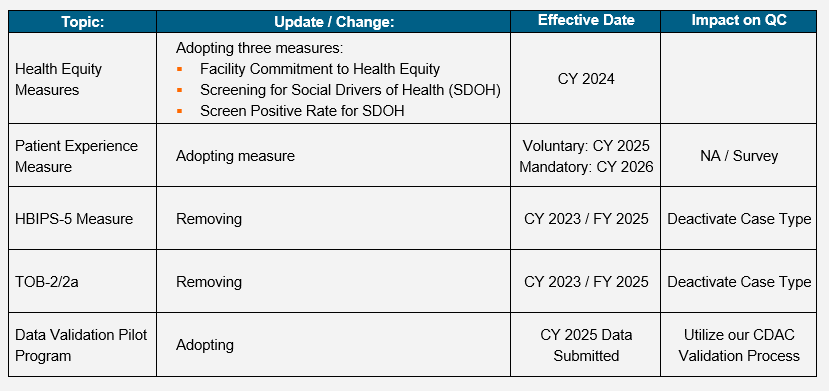 Topic: Update / Change: Effective Date Impact on QC
Health Equity Measures
Adopting three measures:
▪ Facility Commitment to Health Equity
▪ Screening for Social Drivers of Health (SDOH)
▪ Screen Positive Rate for SDOH
CY 2024
Patient Experience
Measure
Adopting measure
Voluntary: CY 2025
Mandatory: CY 2026
NA / Survey
HBIPS-5 Measure
Removing
CY 2023 / FY 2025
Deactivate Case Type
TOB-2/2a
Removing
CY 2023 / FY 2025
Deactivate Case Type
Data Validation Pilot
Program
Adopting
CY 2025 Data
Submitted
Utilize our CDAC
Validation Process